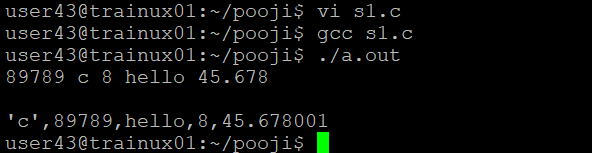 user43@trainux01:~/pooji$ vi s1.c
user43@trainux01:~/pooji$ gcc s1.c
user43@trainux01:~/pooji$ ./a.out
89789 c 8 hello 45.678
'c',89789,hello,8,45.678001
user43@trainux01:~/pooji$